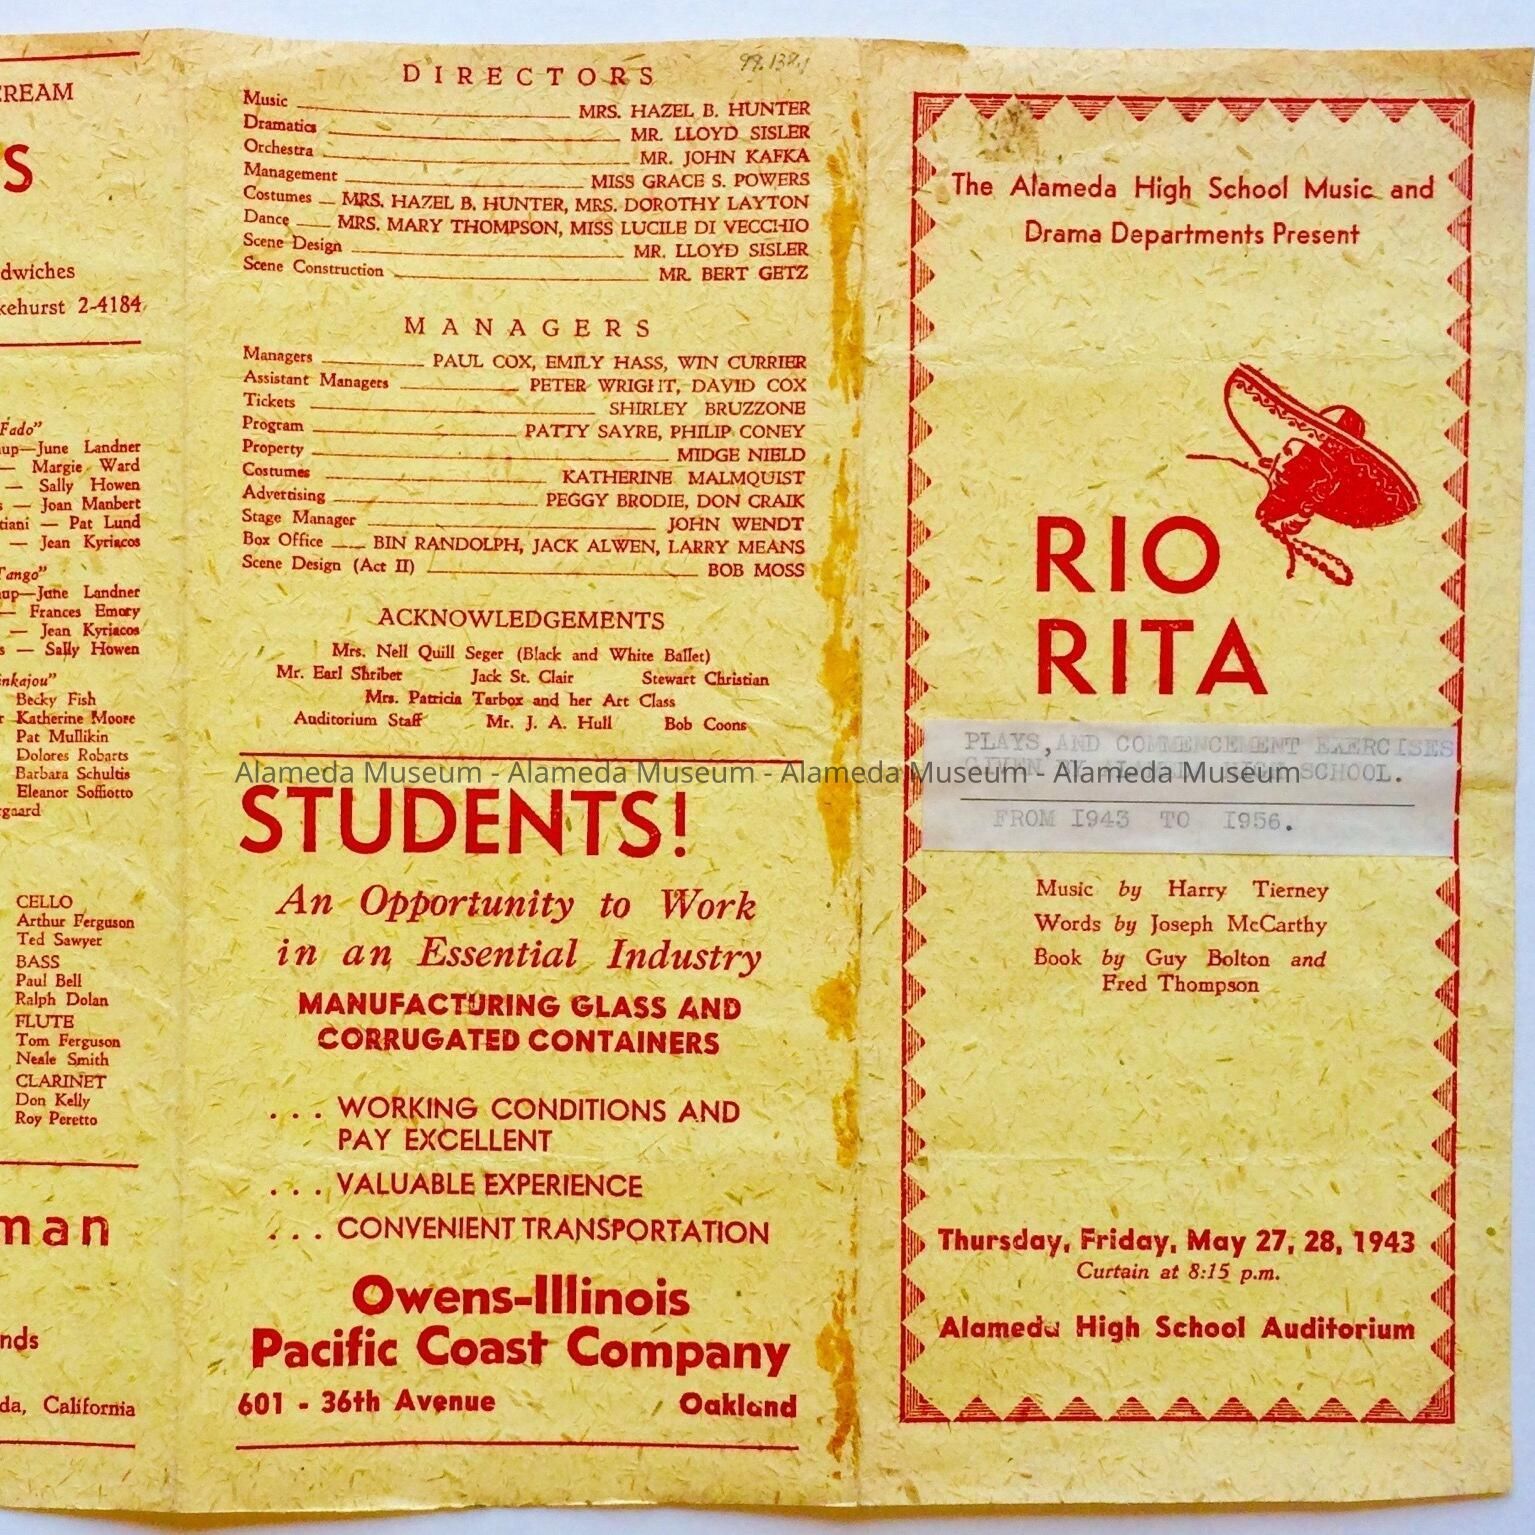 CREAM
S
dwiches
kehurst 2-4184
Fado"
up—June Landner
— Margie Ward
— Sally Howen
s — Joan Manbert
tiani — Pat Lund
— Jean Kyriacos
Tango"
up—June Landner
— Frances Emory
— Jean Kyriacos
s — Sally Howen
inkajou"
Becky Fish
r Katherine Moore
Pat Mullikin
Dolores Robarts
Barbara Schultis
Eleanor Soffiotto
rgaard
CELLO
Arthur Ferguson
Ted Sawyer
BASS
Paul Bell
Ralph Dolan
FLUTE
Tom Ferguson
Neale Smith
CLARINET
Don Kelly
Roy Peretto
man
nds
da, California
DIRECTORS
Music MRS. HAZEL B. HUNTER
Dramatics MR. LLOYD SISLER
Orchestra MR. JOHN KAFKA
Management MISS GRACE S. POWERS
Costumes MRS. HAZEL B. HUNTER, MRS. DOROTHY LAYTON
Dance MRS. MARY THOMPSON, MISS LUCILE DI VECCHIO
Scene Design MR. LLOYD SISLER
Scene Construction MR. BERT GETZ
MANAGERS
Managers PAUL COX, EMILY HASS, WIN CURRIER
Assistant Managers PETER WRIGHT, DAVID COX
Tickets SHIRLEY BRUZZONE
Program PATTY SAYRE, PHILIP CONEY
Property MIDGE NIELD
Costumes KATHERINE MALMQUIST
Advertising PEGGY BRODIE, DON CRAIK
Stage Manager JOHN WENDT
Box Office BIN RANDOLPH, JACK ALWEN, LARRY MEANS
Scene Design (Act II) BOB MOSS
ACKNOWLEDGEMENTS
Mrs. Nell Quill Seger (Black and White Ballet)
Mr. Earl Shriber Jack St. Clair Stewart Christian
Mrs. Patricia Tarbox and her Art Class
Auditorium Staff Mr. J. A. Hull Bob Coons
Alameda Museum - Alameda Museum - Alameda Museum - Alameda Museum
STUDENTS!
An Opportunity to Work
in an Essential Industry
MANUFACTURING GLASS AND
CORRUGATED CONTAINERS
. . . WORKING CONDITIONS AND
PAY EXCELLENT
. . . VALUABLE EXPERIENCE
. . . CONVENIENT TRANSPORTATION
Owens-Illinois
Pacific Coast Company
601 - 36th Avenue Oakland
The Alameda High School Music and
Drama Departments Present
RIO
RITA
PLAYS,AND COMMENCEMENT EXERCISES
SCHOOL.
FROM 1943 TO 1956.
Music by Harry Tierney
Words by Joseph McCarthy
Book by Guy Bolton and
Fred Thompson
Thursday, Friday, May 27, 28, 1943
Curtain at 8:15 p.m.
Alameda High School Auditorium